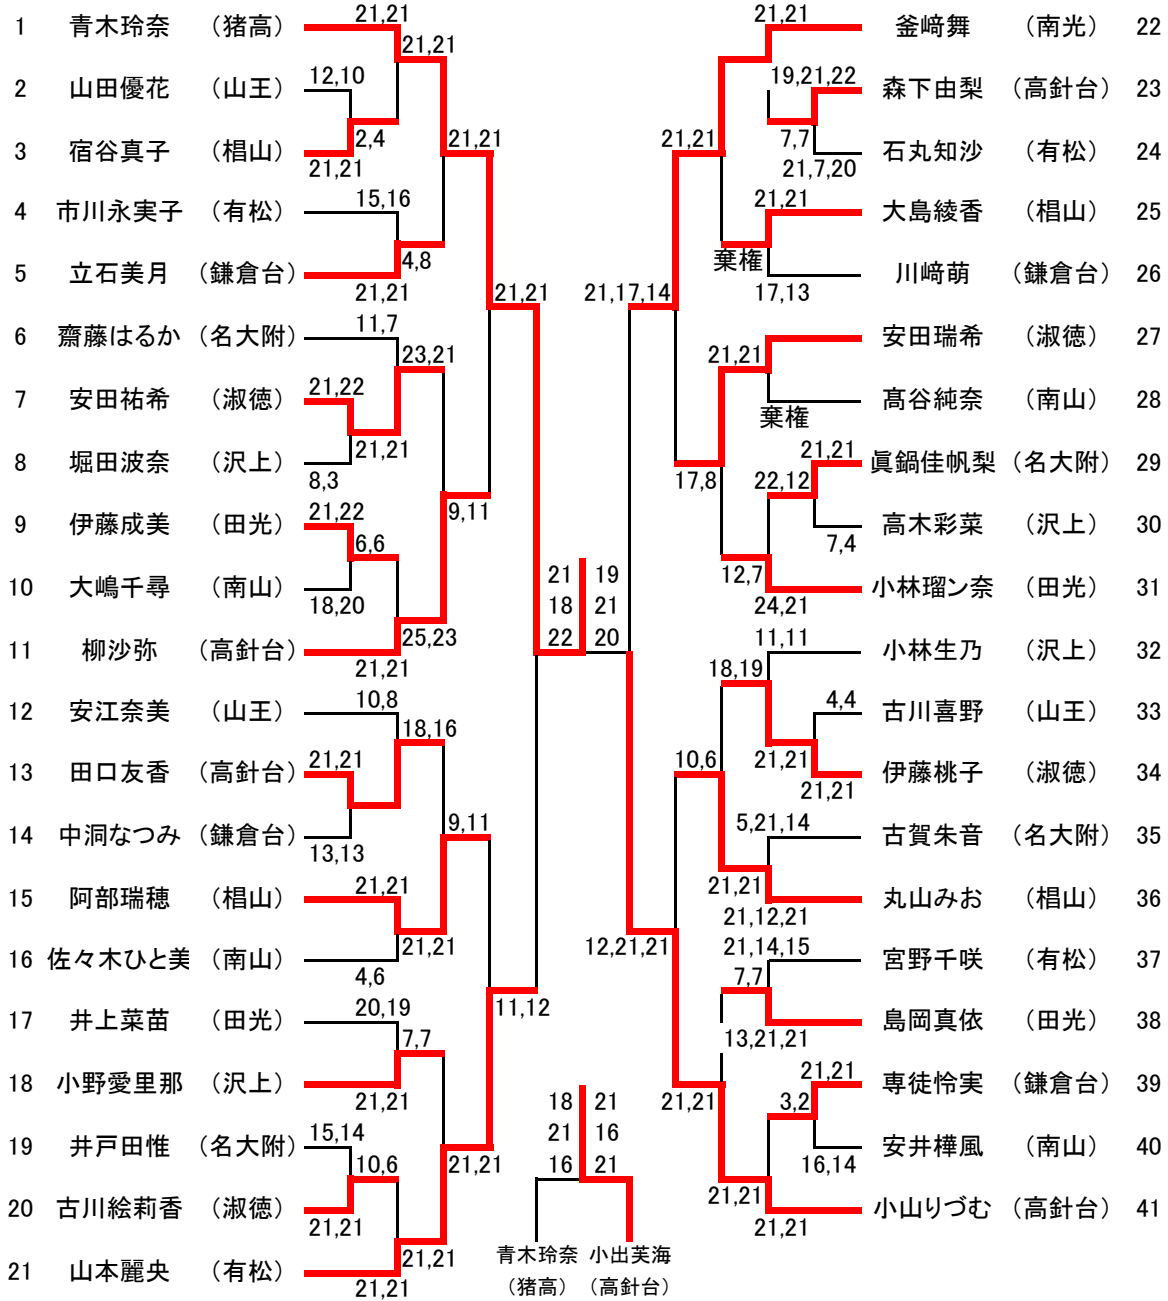 1 青木玲奈 （猪高） 21,21
21,21
2 山田優花 （山王） 12,10
2,4
3 宿谷真子 （椙山） 21,21
21,21
4 市川永実子 （有松） 15,16
4,8
5 立石美月 （鎌倉台） 21,21
21,21
6 齋藤はるか （名大附） 11,7
23,21
7 安田祐希 （淑徳） 21,22
21,21
8 堀田波奈 （沢上） 8,3
9,11
9 伊藤成美 （田光） 21,22
6,6
10 大嶋千尋 （南山） 18,20
25,23
11 柳沙弥 （高針台） 21,21
12 安江奈美 （山王） 10,8
18,16
13 田口友香 （高針台） 21,21
14 中洞なつみ （鎌倉台） 13,13
9,11
15 阿部瑞穂 （椙山） 21,21
21,21
16 佐々木ひと美 （南山） 4,6
11,12
17 井上菜苗 （田光） 20,19
7,7
18 小野愛里那 （沢上） 21,21
19 井戸田惟 （名大附） 15,14
10,6
21,21
20 古川絵莉香 （淑徳） 21,21
21,21
21 山本麗央 （有松） 21,21
21 19
18 21
22 20
18 21
21 16
16 21
青木玲奈 小出芙海
（猪高） （高針台）
21,21 釜﨑舞 （南光） 22
19,21,22 森下由梨 （高針台） 23
7,7
21,21
21,7,20 石丸知沙 （有松） 24
21,21 大島綾香 （椙山） 25
棄権
17,13 川﨑萌 （鎌倉台） 26
21,17,14
21,21 安田瑞希 （淑徳） 27
棄権 髙谷純奈 （南山） 28
17,8
21,21 眞鍋佳帆梨 （名大附） 29
22,12
7,4 高木彩菜 （沢上） 30
12,7
24,21 小林瑠ン奈 （田光） 31
11,11 小林生乃 （沢上） 32
18,19
4,4 古川喜野 （山王） 33
21,21
21,21 伊藤桃子 （淑徳） 34
10,6
5,21,14 古賀朱音 （名大附） 35
21,21
21,12,21 丸山みお （椙山） 36
12,21,21
21,14,15 宮野千咲 （有松） 37
7,7
13,21,21 島岡真依 （田光） 38
21,21
21,21 専徒怜実 （鎌倉台） 39
3,2
16,14 安井樺風 （南山） 40
21,21
21,21 小山りづむ （高針台） 41